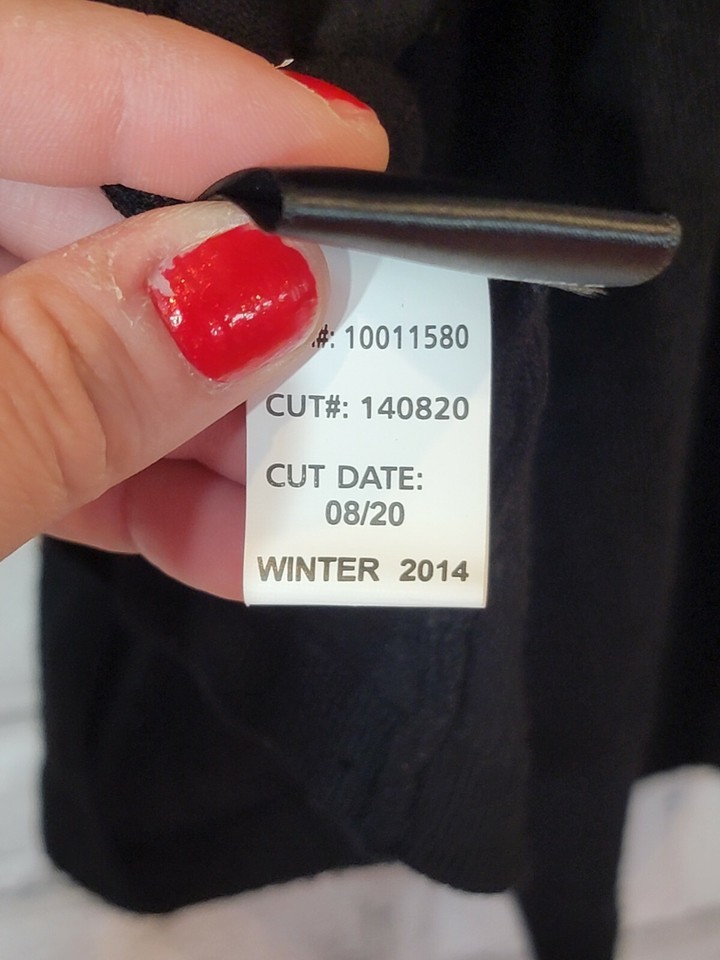 #: 10011580
CUT#: 140820
CUT DATE:
08/20
WINTER 2014